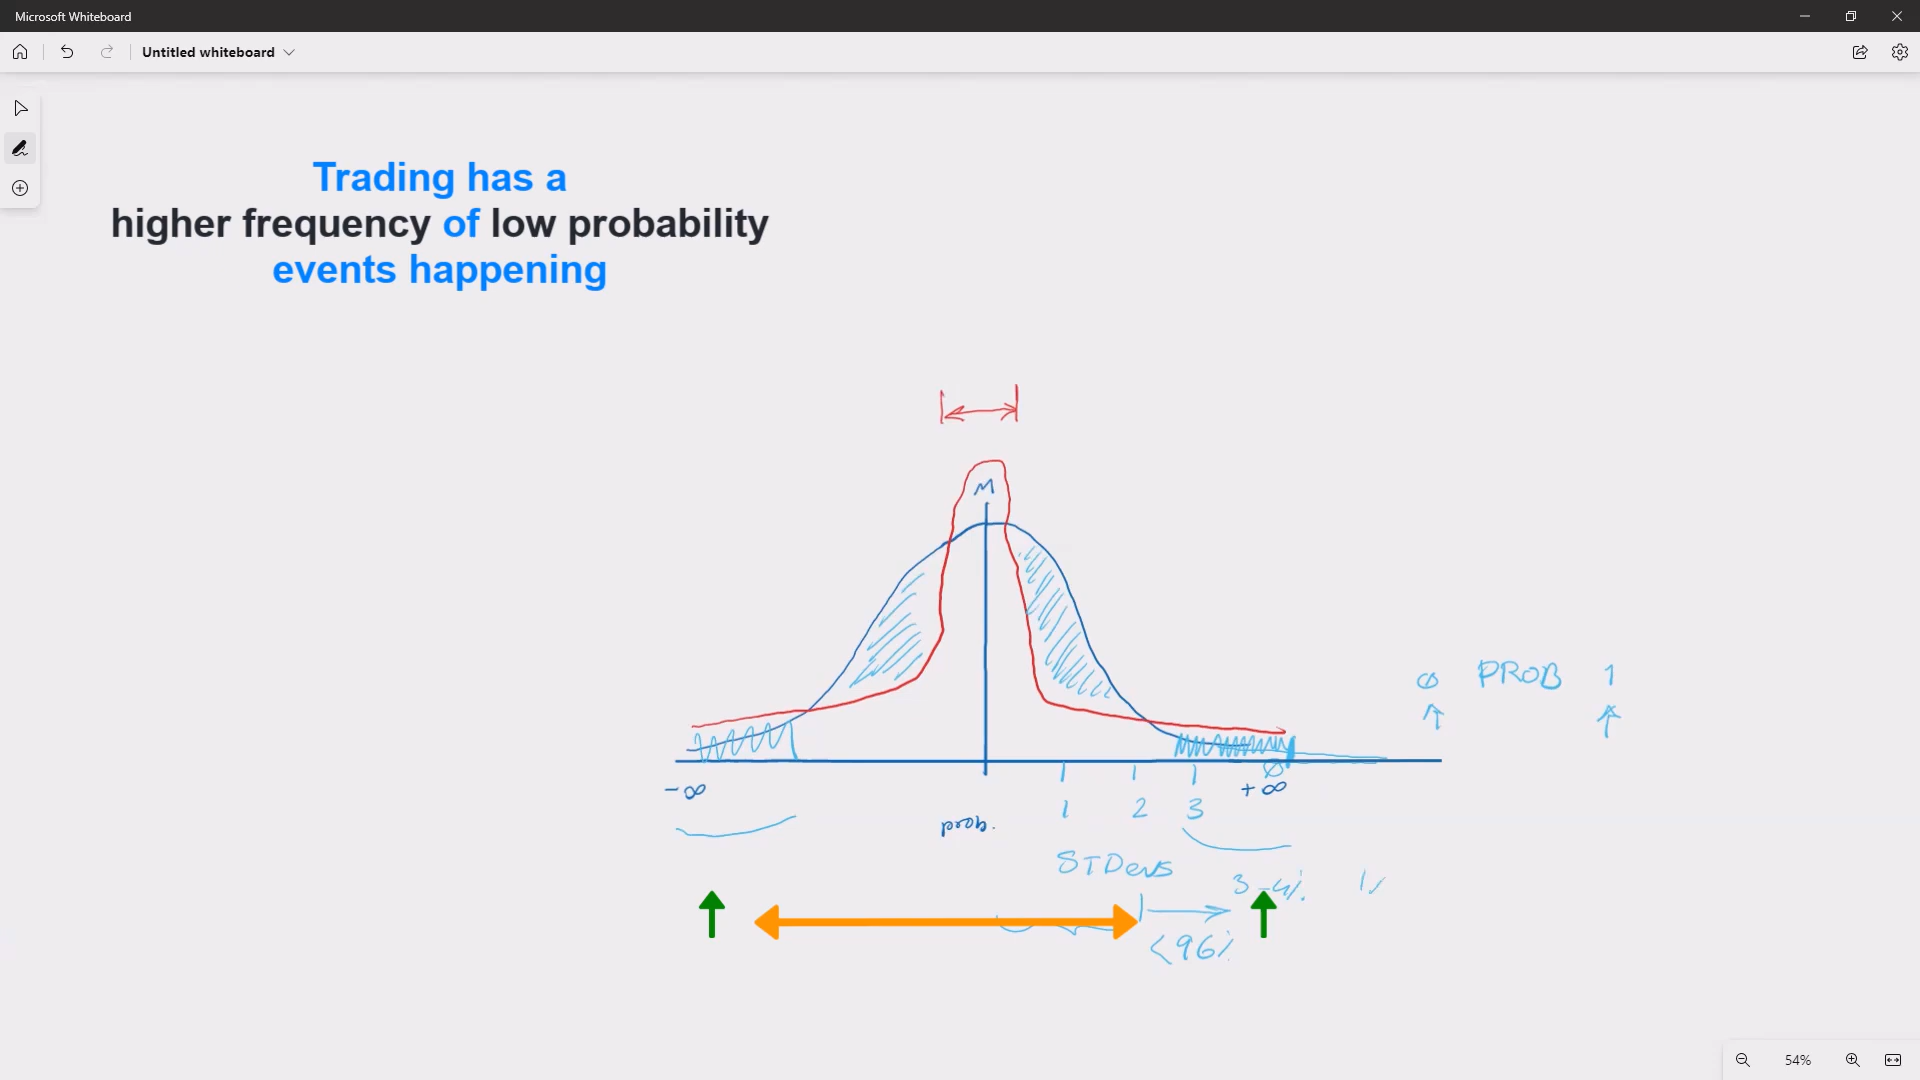 Microsoft Whiteboard
Untitled whiteboard
Trading has a
higher frequency of low probability
events happening
M
0 PROB 1
0
-∞
+∞
1 2 3
prob.
STDevs
3-4%
<96%
54%